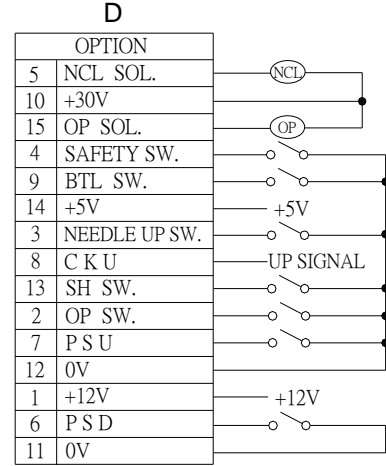 D
OPTION
5 NCL SOL. NCL
10 +30V
15 OP SOL. OP
4 SAFETY SW.
9 BTL SW.
14 +5V +5V
3 NEEDLE UP SW.
8 C K U UP SIGNAL
13 SH SW.
2 OP SW.
7 P S U
12 0V
1 +12V +12V
6 P S D
11 0V